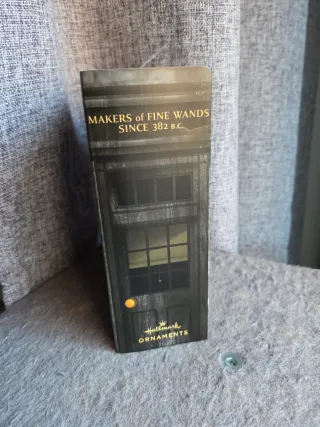 MAKERS of FINE WANDS
SINCE 382 B.C.
Hallmark
ORNAMENTS